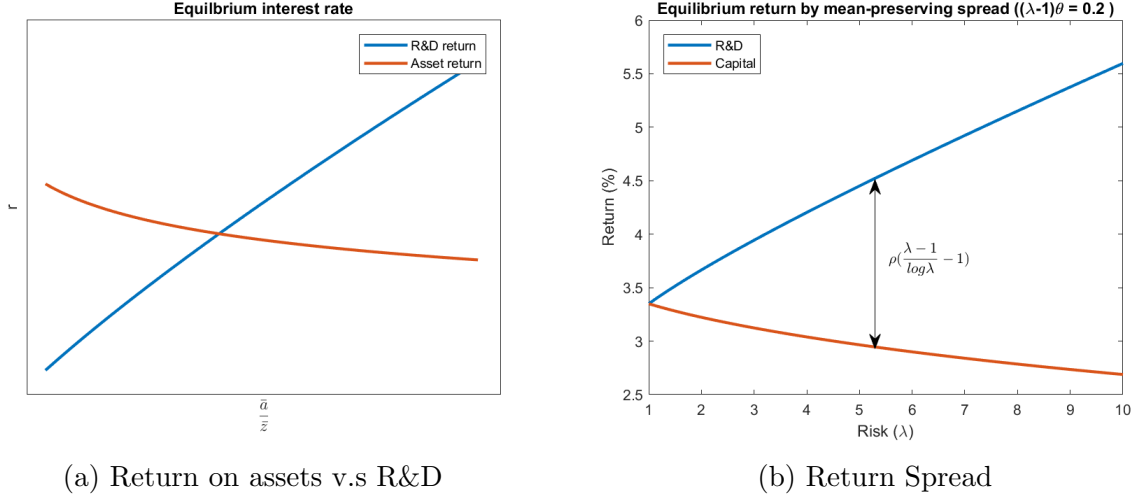 Equilbrium interest rate
R&D return
Asset return
r
a̅/z̅
(a) Return on assets v.s R&D
Equilibrium return by mean-preserving spread ((λ-1)θ = 0.2 )
R&D
Capital
6
5.5
5
4.5
4
3.5
3
2.5
Return (%)
ρ(λ − 1/logλ − 1)
1 2 3 4 5 6 7 8 9 10
Risk (λ)
(b) Return Spread